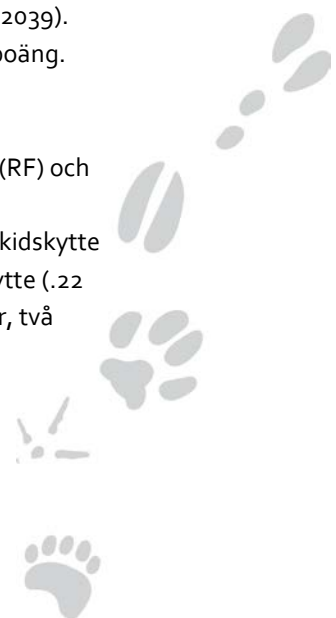 2039).
poäng.
(RF) och
kidskytte
ytte (.22
r, två